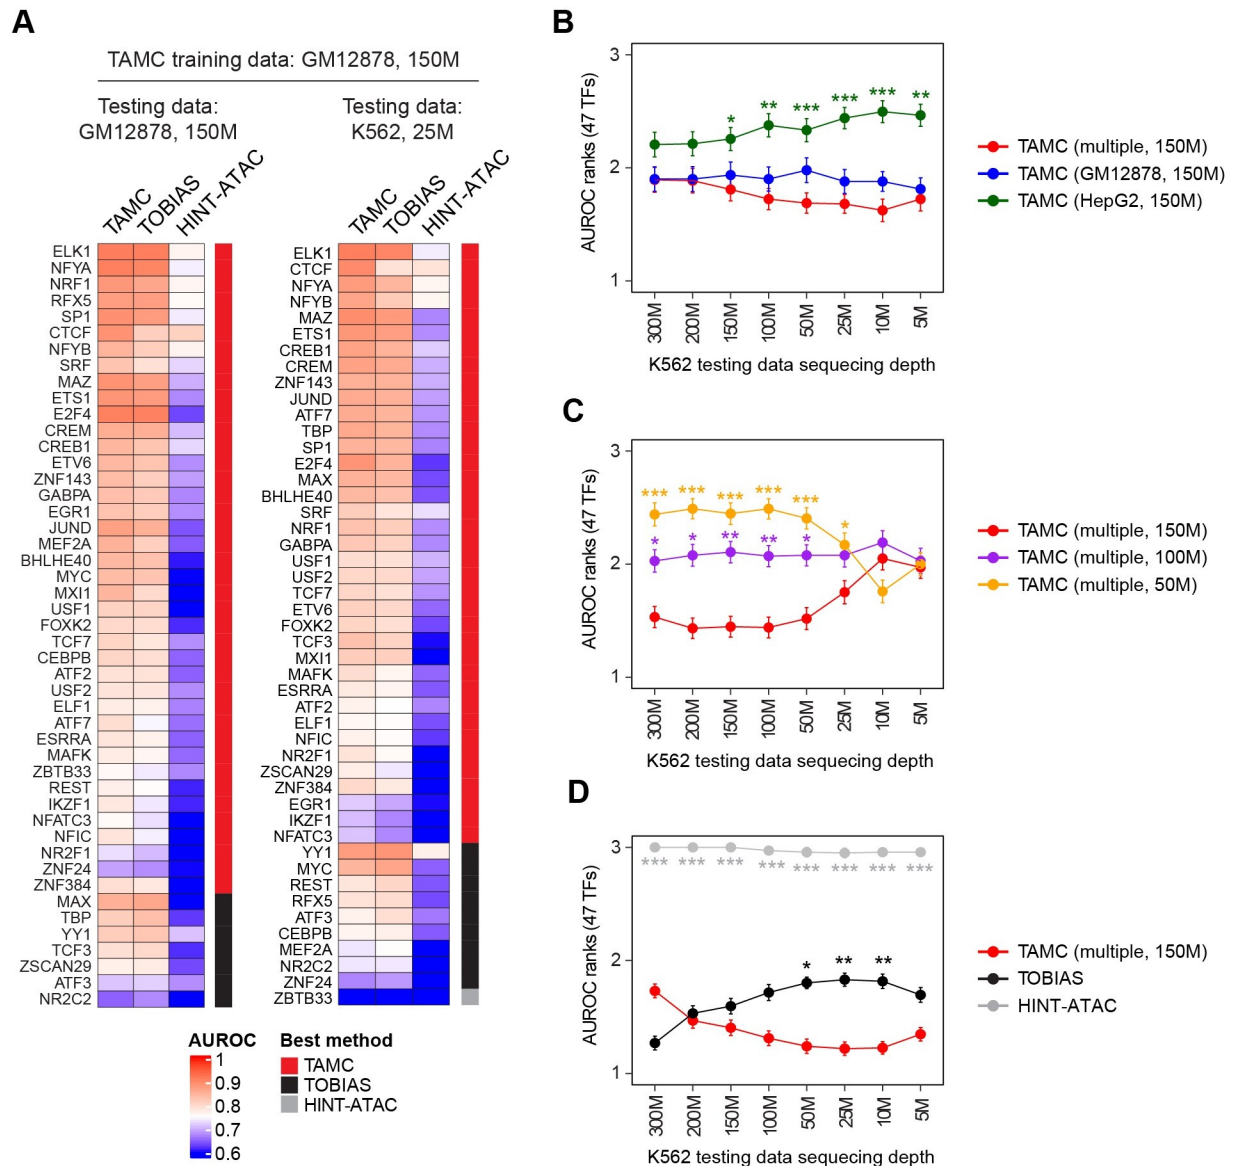 A
TAMC training data: GM12878, 150M
Testing data:
GM12878, 150M
Testing data:
K562, 25M
TAMC
TOBIAS
HINT-ATAC
TAMC
TOBIAS
HINT-ATAC
ELK1
NFYA
NRF1
RFX5
SP1
CTCF
NFYB
SRF
MAZ
ETS1
E2F4
CREM
CREB1
ETV6
ZNF143
GABPA
EGR1
JUND
MEF2A
BHLHE40
MYC
MXI1
USF1
FOXK2
TCF7
CEBPB
ATF2
USF2
ELF1
ATF7
ESRRA
MAFK
ZBTB33
REST
IKZF1
NFATC3
NFIC
NR2F1
ZNF24
ZNF384
MAX
TBP
YY1
TCF3
ZSCAN29
ATF3
NR2C2
ELK1
CTCF
NFYA
NFYB
MAZ
ETS1
CREB1
CREM
ZNF143
JUND
ATF7
TBP
SP1
E2F4
MAX
BHLHE40
SRF
NRF1
GABPA
USF1
USF2
TCF7
ETV6
FOXK2
TCF3
MXI1
MAFK
ESRRA
ATF2
ELF1
NFIC
NR2F1
ZSCAN29
ZNF384
EGR1
IKZF1
NFATC3
YY1
MYC
REST
RFX5
ATF3
CEBPB
MEF2A
NR2C2
ZNF24
ZBTB33
AUROC
1
0.9
0.8
0.7
0.6
Best method
TAMC
TOBIAS
HINT-ATAC
B
AUROC ranks (47 TFs)
3
2
1
* ** *** *** *** **
300M 200M 150M 100M 50M 25M 10M 5M
K562 testing data sequecing depth
TAMC (multiple, 150M)
TAMC (GM12878, 150M)
TAMC (HepG2, 150M)
C
AUROC ranks (47 TFs)
3
2
1
*** *** *** *** *** *
* * ** ** *
300M 200M 150M 100M 50M 25M 10M 5M
K562 testing data sequecing depth
TAMC (multiple, 150M)
TAMC (multiple, 100M)
TAMC (multiple, 50M)
D
AUROC ranks (47 TFs)
3
2
1
*** *** *** *** *** *** *** ***
* ** **
300M 200M 150M 100M 50M 25M 10M 5M
K562 testing data sequecing depth
TAMC (multiple, 150M)
TOBIAS
HINT-ATAC